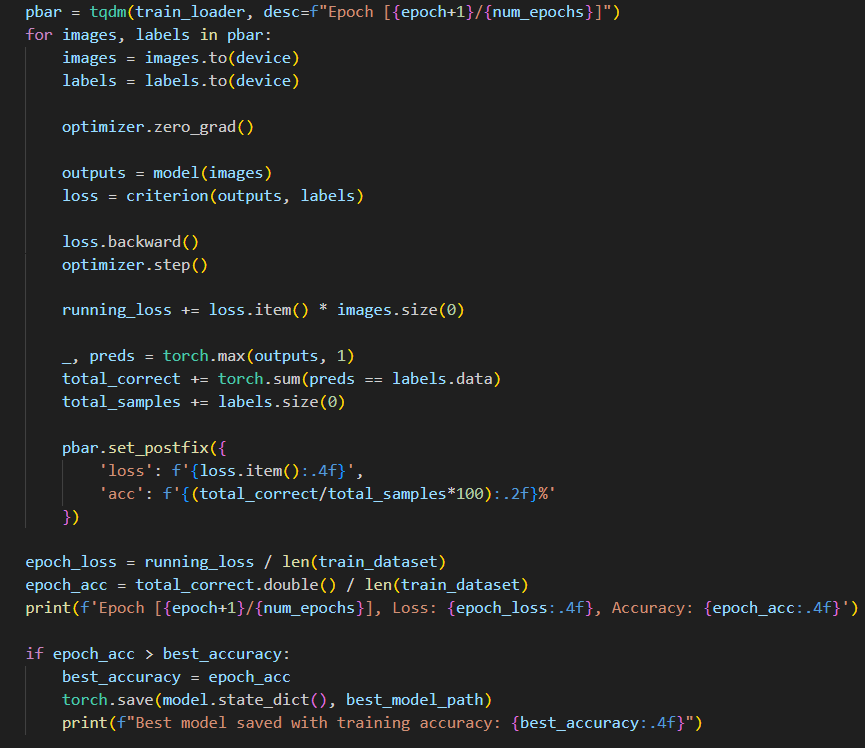 pbar = tqdm(train_loader, desc=f"Epoch [{epoch+1}/{num_epochs}]")
for images, labels in pbar:
    images = images.to(device)
    labels = labels.to(device)

    optimizer.zero_grad()

    outputs = model(images)
    loss = criterion(outputs, labels)

    loss.backward()
    optimizer.step()

    running_loss += loss.item() * images.size(0)

    _, preds = torch.max(outputs, 1)
    total_correct += torch.sum(preds == labels.data)
    total_samples += labels.size(0)

    pbar.set_postfix({
        'loss': f'{loss.item():.4f}',
        'acc': f'{(total_correct/total_samples*100):.2f}%'
    })

epoch_loss = running_loss / len(train_dataset)
epoch_acc = total_correct.double() / len(train_dataset)
print(f'Epoch [{epoch+1}/{num_epochs}], Loss: {epoch_loss:.4f}, Accuracy: {epoch_acc:.4f}')

if epoch_acc > best_accuracy:
    best_accuracy = epoch_acc
    torch.save(model.state_dict(), best_model_path)
    print(f"Best model saved with training accuracy: {best_accuracy:.4f}")